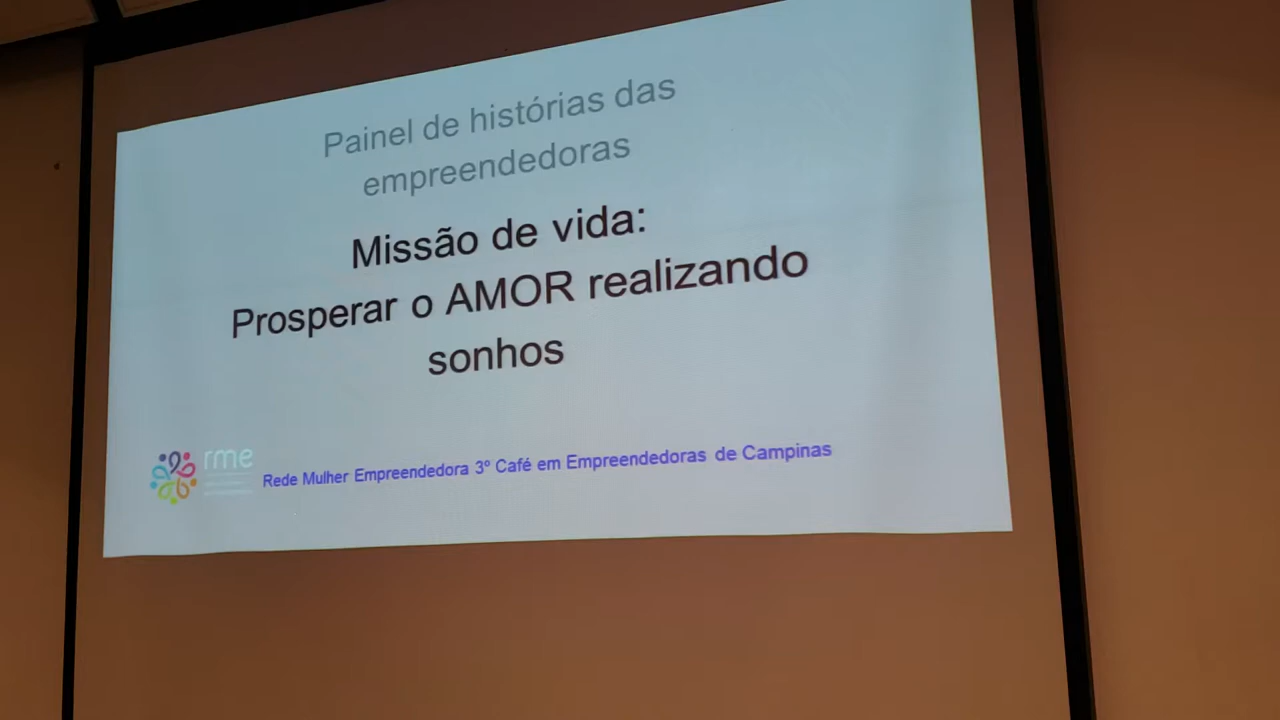 Painel de histórias das
empreendedoras
Missão de vida:
Prosperar o AMOR realizando
sonhos
rme
Rede Mulher Empreendedora 3º Café em Empreendedoras de Campinas